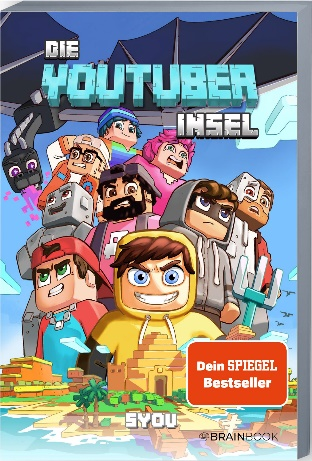 DIE
YOUTUBER
INSEL
Dein SPIEGEL
Bestseller
SYOU
BRAINBOOK